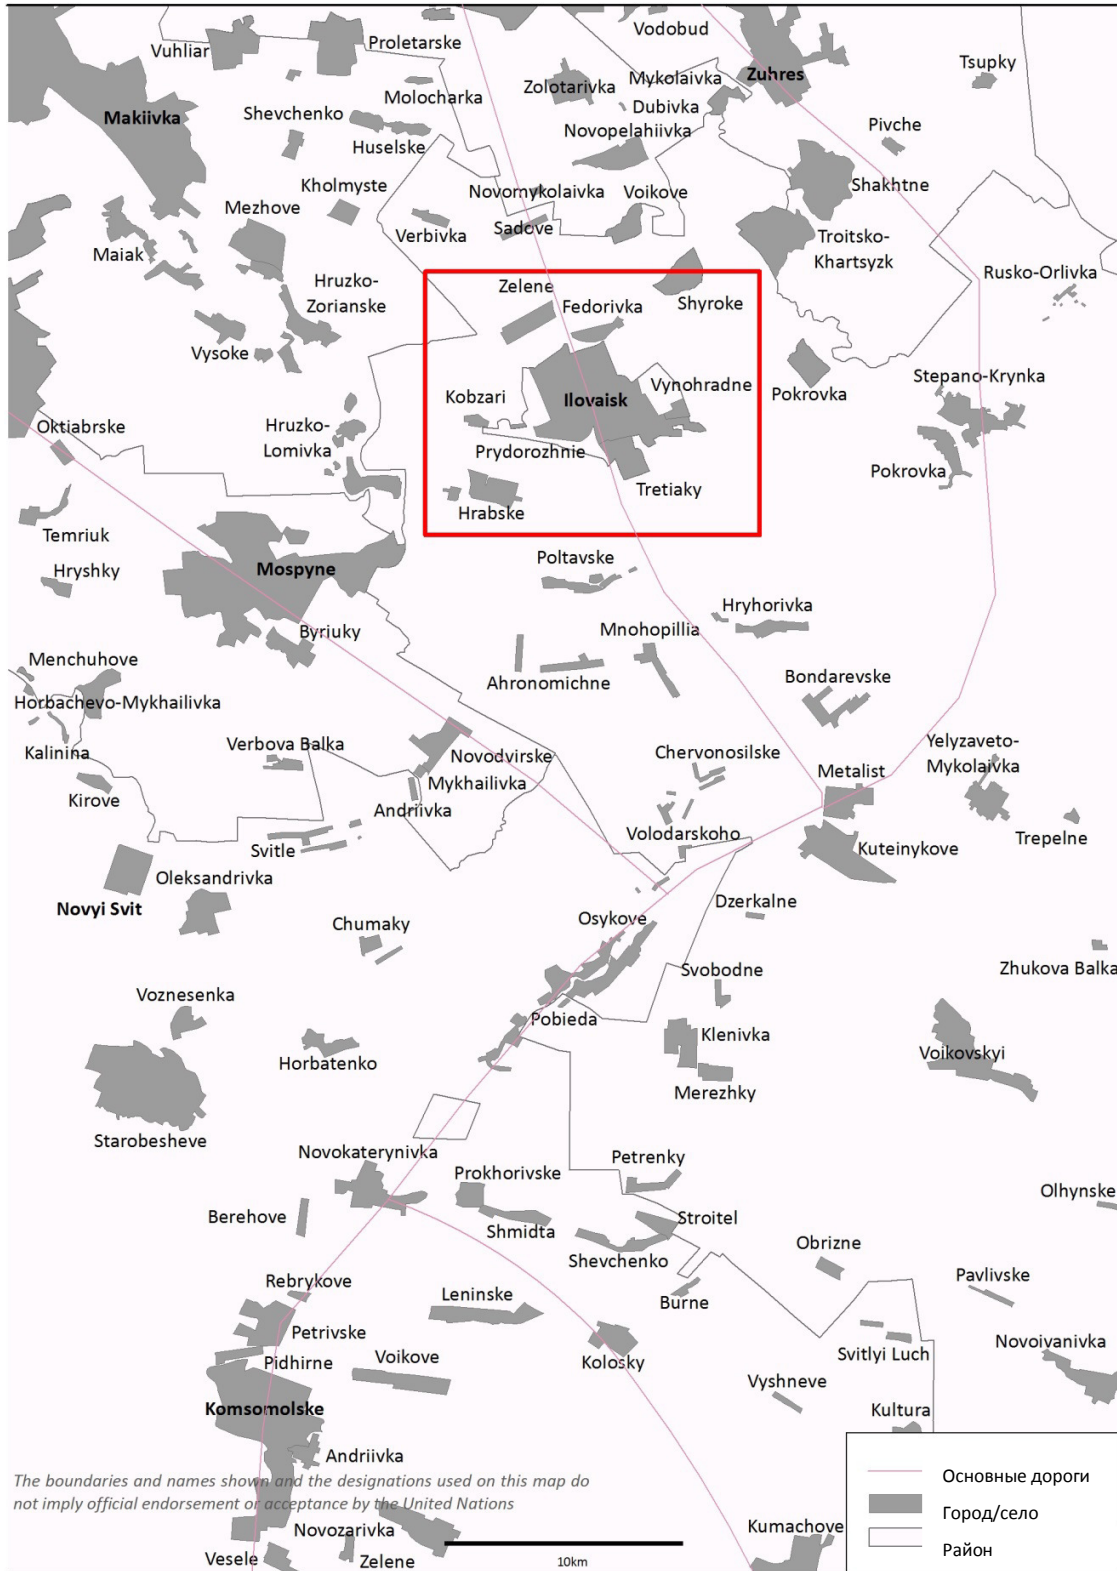 Vodobud
Vuhliar
Proletarske
Zuhres
Tsupky
Mykolaivka
Zolotarivka
Molocharka
Dubivka
Makiivka
Shevchenko
Pivche
Novopelahiivka
Huselske
Kholmyste
Novomykolaivka
Voikove
Shakhtne
Mezhove
Verbivka
Sadove
Troitsko-
Khartsyzk
Maiak
Rusko-Orlivka
Hruzko-
Zorianske
Zelene
Fedorivka
Shyroke
Vysoke
Stepano-Krynka
Vynohradne
Pokrovka
Kobzari
Ilovaisk
Oktiabrske
Hruzko-
Lomivka
Prydorozhnie
Pokrovka
Tretiaky
Hrabske
Temriuk
Poltavske
Hryshky
Mospyne
Hryhorivka
Mnohopillia
Byriuky
Menchuhove
Ahronomichne
Bondarevske
Horbachevo-Mykhailivka
Kalinina
Verbova Balka
Novodvirske
Chervonosilske
Yelyzaveto-
Mykolaivka
Metalist
Kirove
Mykhailivka
Andriivka
Svitle
Volodarskoho
Trepelne
Kuteinykove
Oleksandrivka
Novyi Svit
Dzerkalne
Chumaky
Osykove
Svobodne
Zhukova Balka
Voznesenka
Pobieda
Klenivka
Horbatenko
Voikovskyi
Merezhky
Starobesheve
Novokaterynivka
Petrenky
Prokhorivske
Olhynske
Berehove
Shmidta
Stroitel
Shevchenko
Obrizne
Rebrykove
Pavlivske
Leninske
Burne
Petrivske
Novoivanivka
Pidhirne
Voikove
Kolosky
Svitlyi Luch
Vyshneve
Komsomolske
Kultura
Andriivka
The boundaries and names shown and the designations used on this map do
not imply official endorsement or acceptance by the United Nations
Основные дороги
Город/село
Район
Novozarivka
Kumachove
Vesele
Zelene
10km